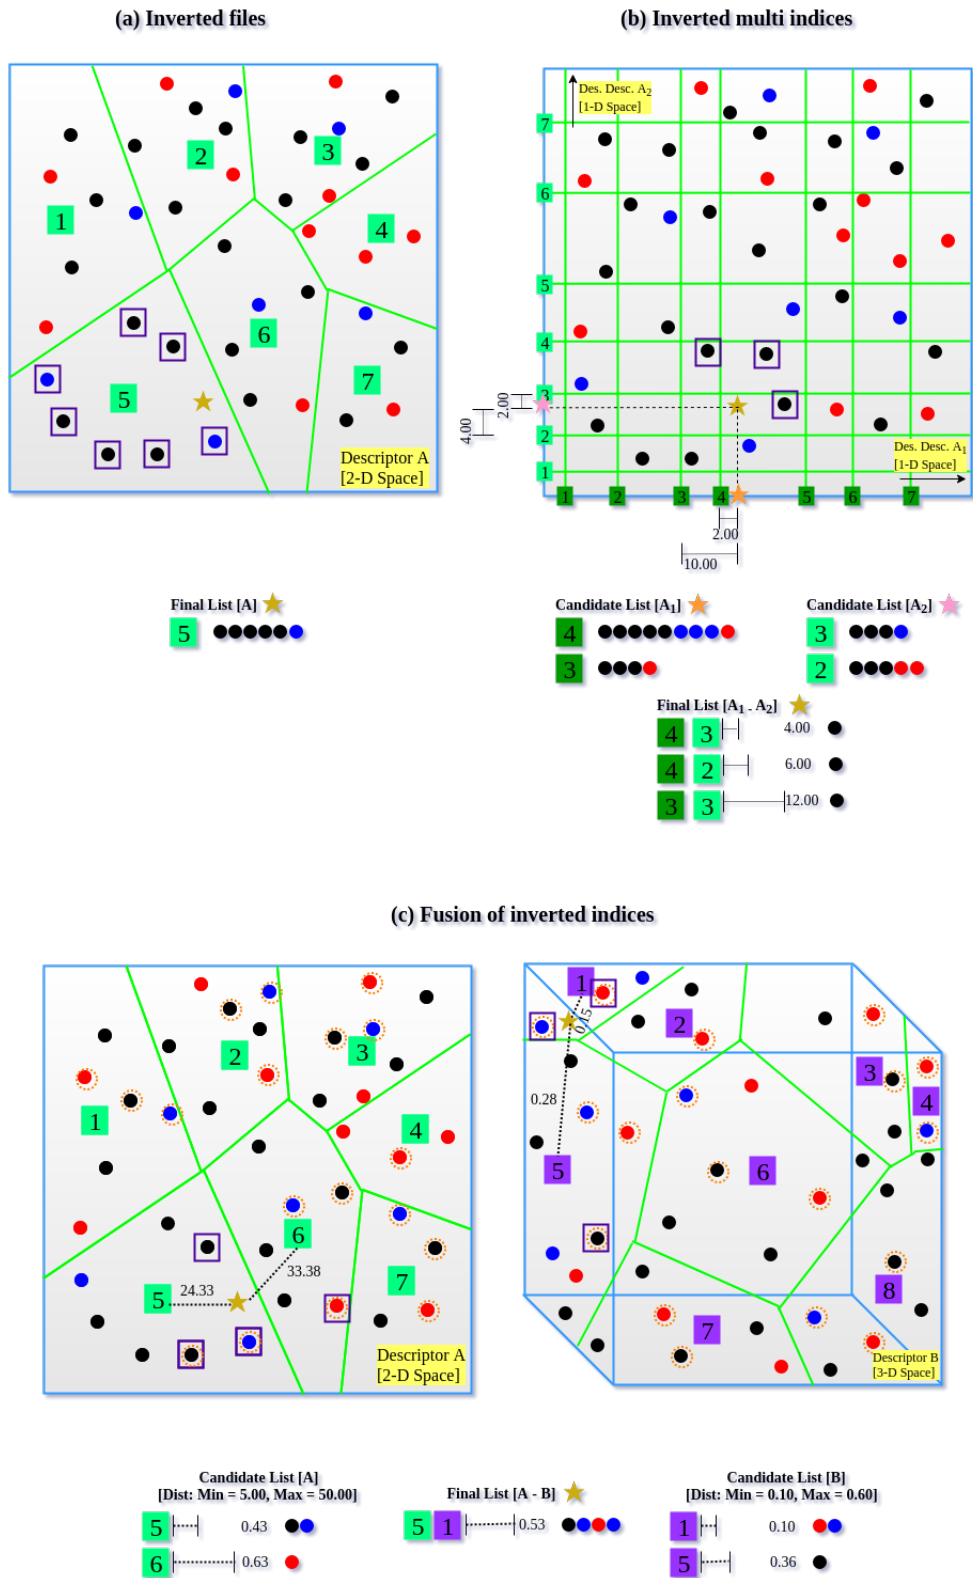 (a) Inverted files
(b) Inverted multi indices
1
2
3
4
5
6
7
Descriptor A
[2-D Space]
Des. Desc. A2
[1-D Space]
7
6
5
4
3
2
1
2.00
4.00
Des. Desc. A1
[1-D Space]
1 2 3 4 5 6 7
2.00
10.00
Final List [A]
5
Candidate List [A1]
4
3
Candidate List [A2]
3
2
Final List [A1 - A2]
4 3 4.00
4 2 6.00
3 3 12.00
(c) Fusion of inverted indices
1
2
3
4
5
6
7
24.33
33.38
Descriptor A
[2-D Space]
1
2
3
4
5
6
7
8
0.15
0.28
Descriptor B
[3-D Space]
Candidate List [A]
[Dist: Min = 5.00, Max = 50.00]
5 0.43
6 0.63
Final List [A - B]
5 1 0.53
Candidate List [B]
[Dist: Min = 0.10, Max = 0.60]
1 0.10
5 0.36